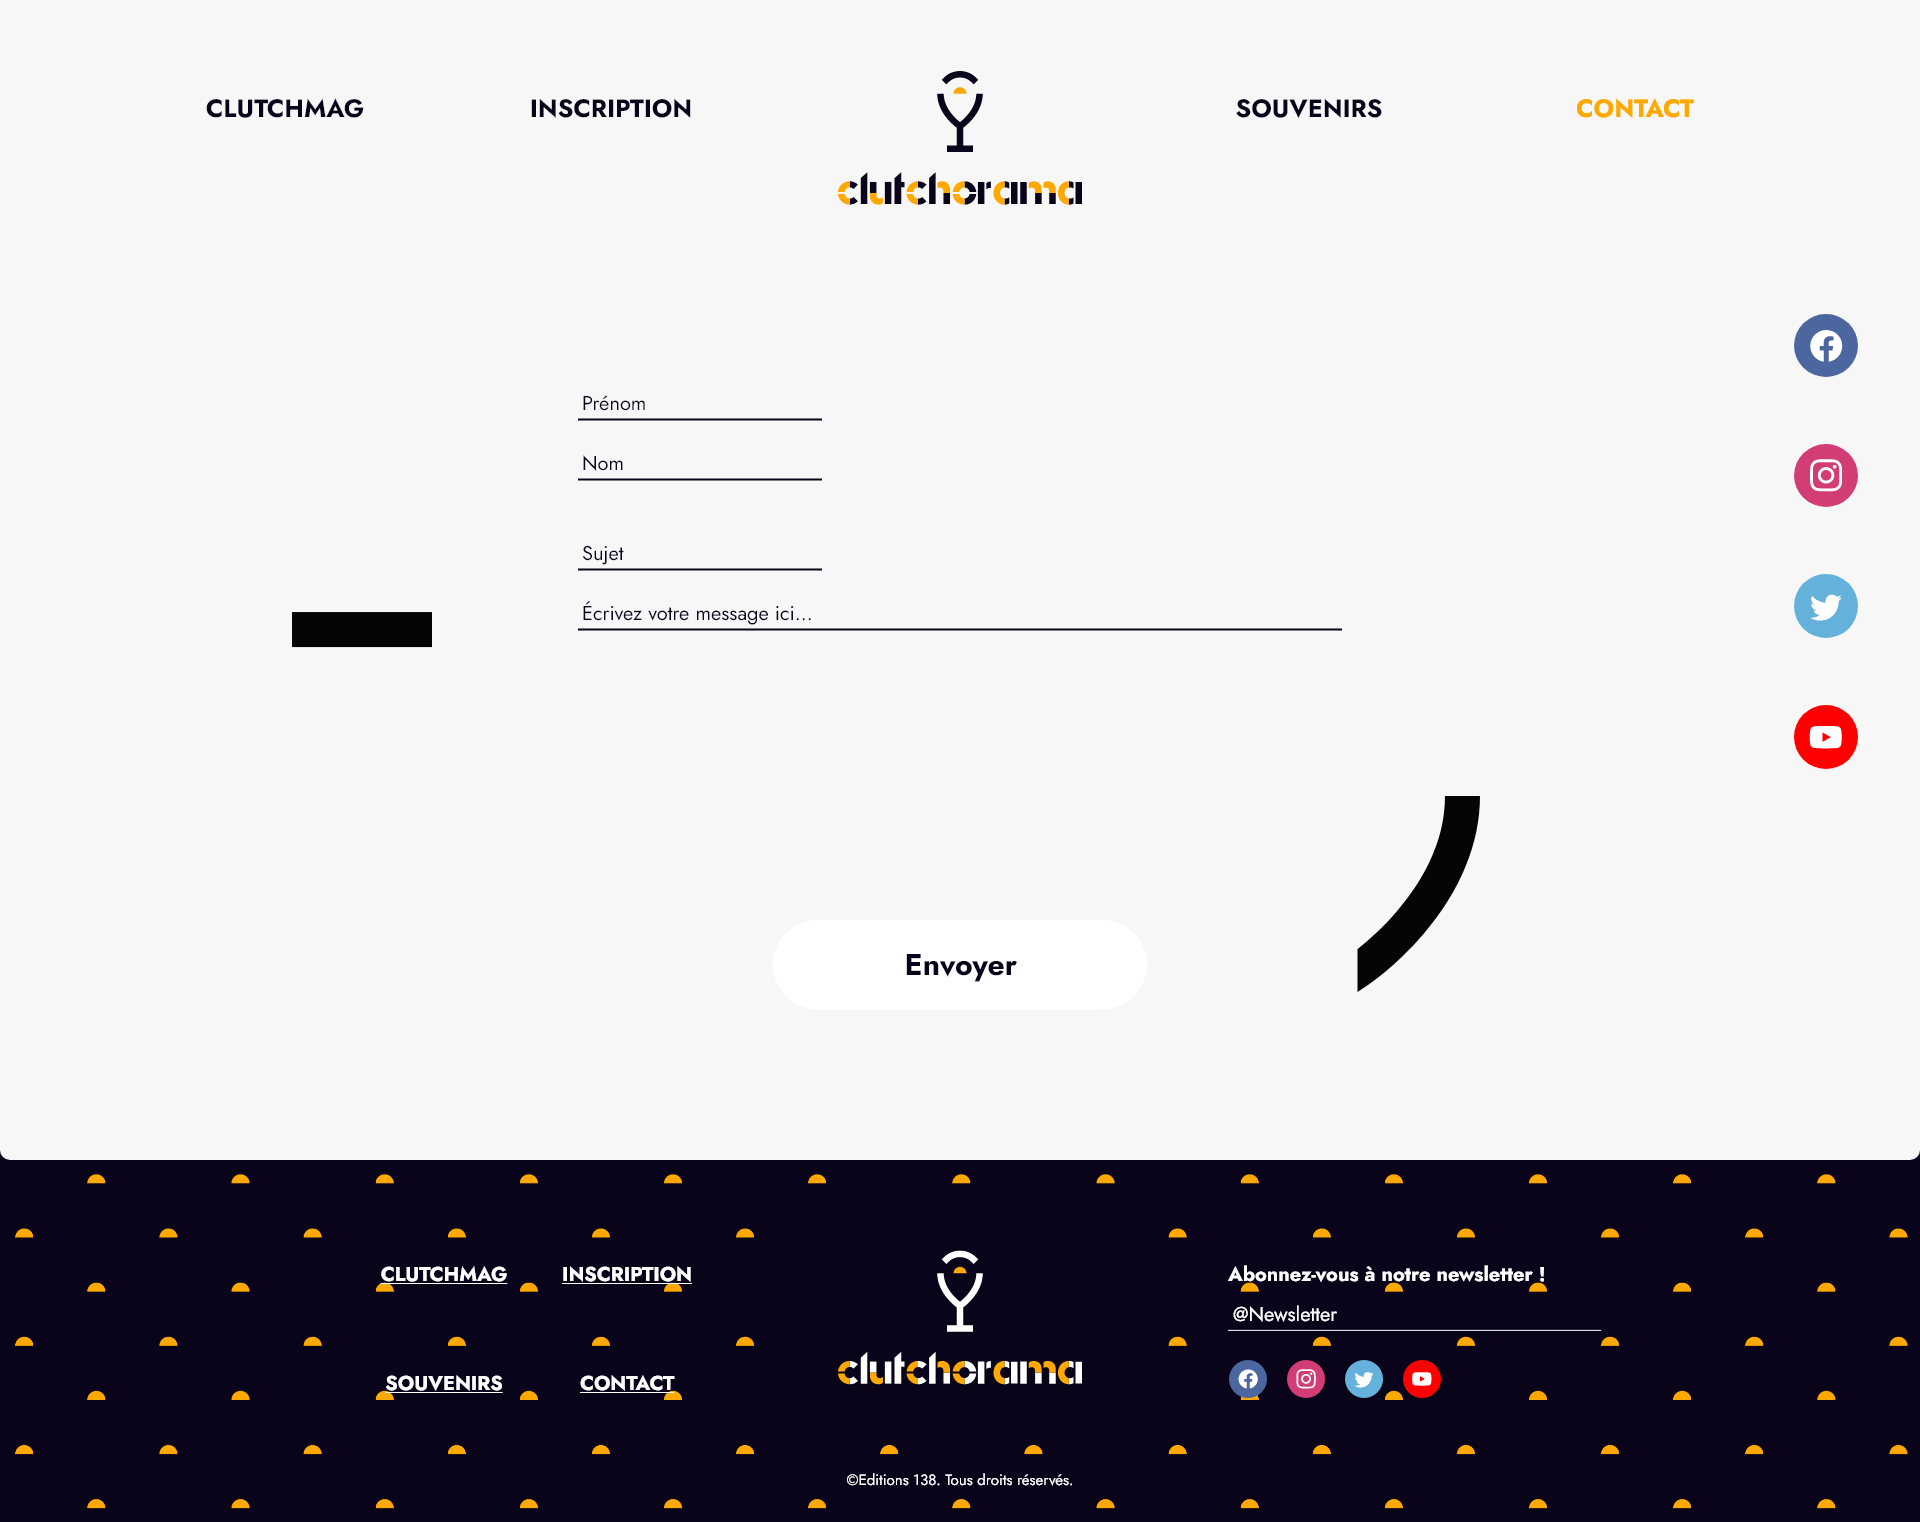 CLUTCHMAG
INSCRIPTION
clutchorama
SOUVENIRS
CONTACT
Prénom
Nom
Sujet
Écrivez votre message ici...
Envoyer
CLUTCHMAG
INSCRIPTION
SOUVENIRS
CONTACT
clutchorama
Abonnez-vous à notre newsletter !
@Newsletter
©Editions 138. Tous droits réservés.